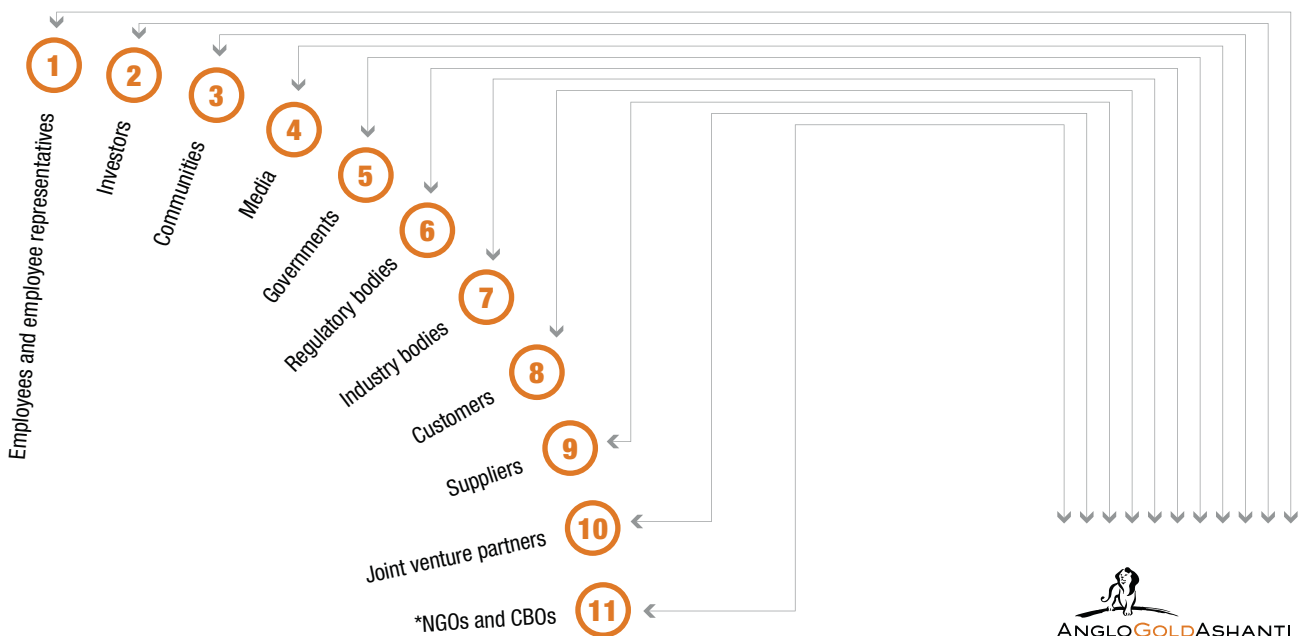 1
Employees and employee representatives
2
Investors
3
Communities
4
Media
5
Governments
6
Regulatory bodies
7
Industry bodies
8
Customers
9
Suppliers
10
Joint venture partners
11
*NGOs and CBOs
ANGLOGOLDASHANTI